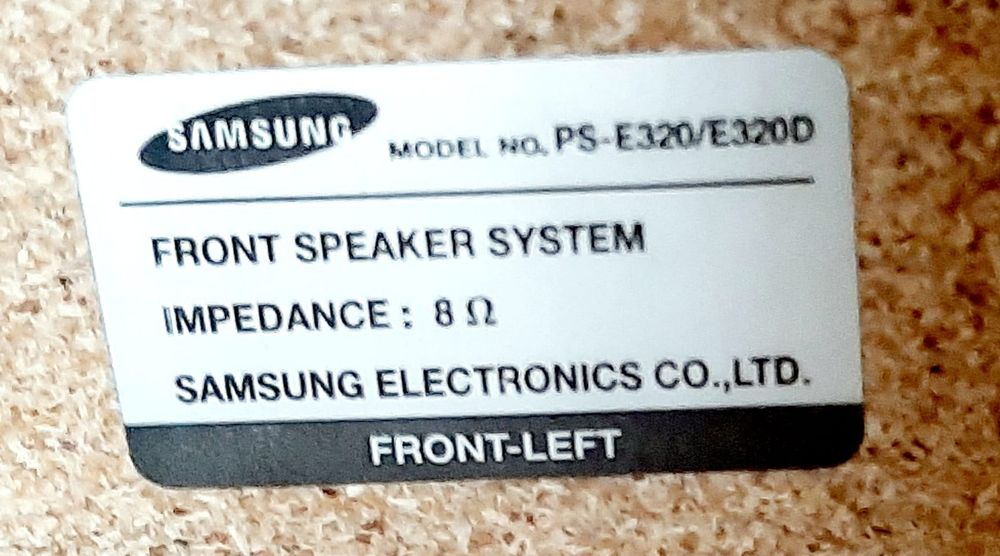 SAMSUNG MODEL NO. PS-E320/E320D
FRONT SPEAKER SYSTEM
IMPEDANCE : 8 Ω
SAMSUNG ELECTRONICS CO.,LTD.
FRONT-LEFT